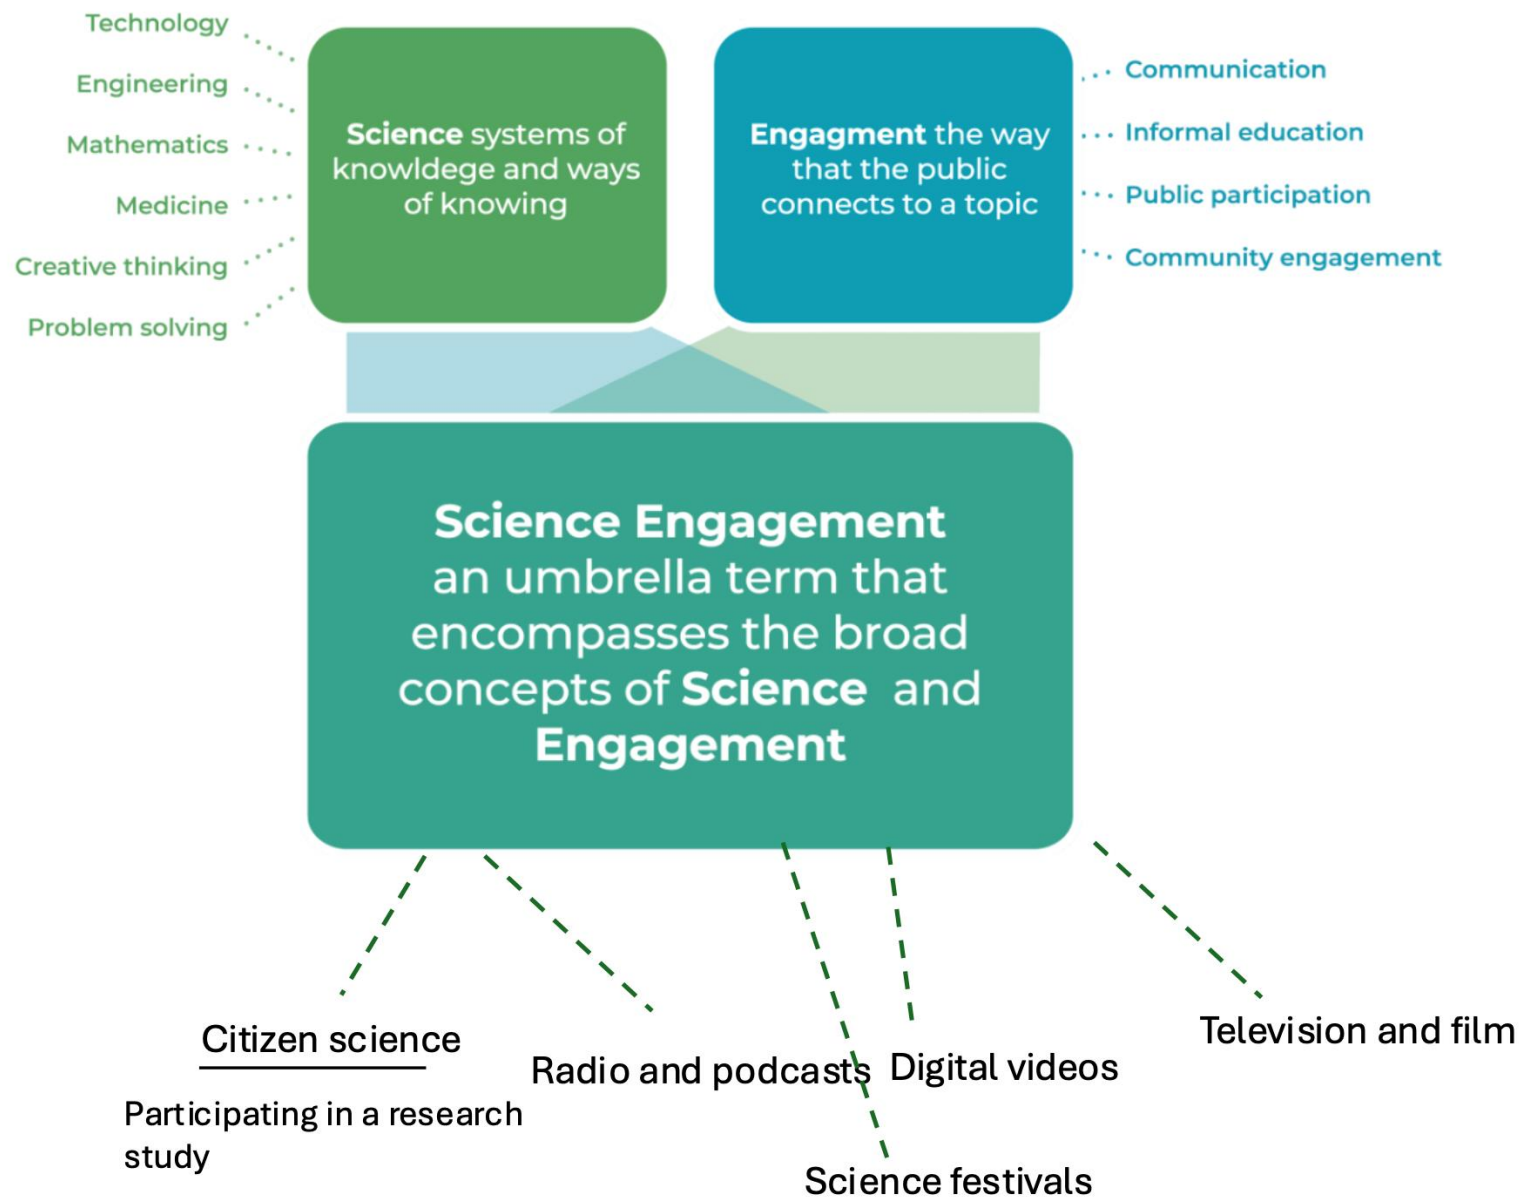 Technology
Engineering
Mathematics
Medicine
Creative thinking
Problem solving
Science systems of
knowldege and ways
of knowing
Engagment the way
that the public
connects to a topic
Communication
Informal education
Public participation
Community engagement
Science Engagement
an umbrella term that
encompasses the broad
concepts of Science and
Engagement
Citizen science
Participating in a research
study
Radio and podcasts
Digital videos
Science festivals
Television and film